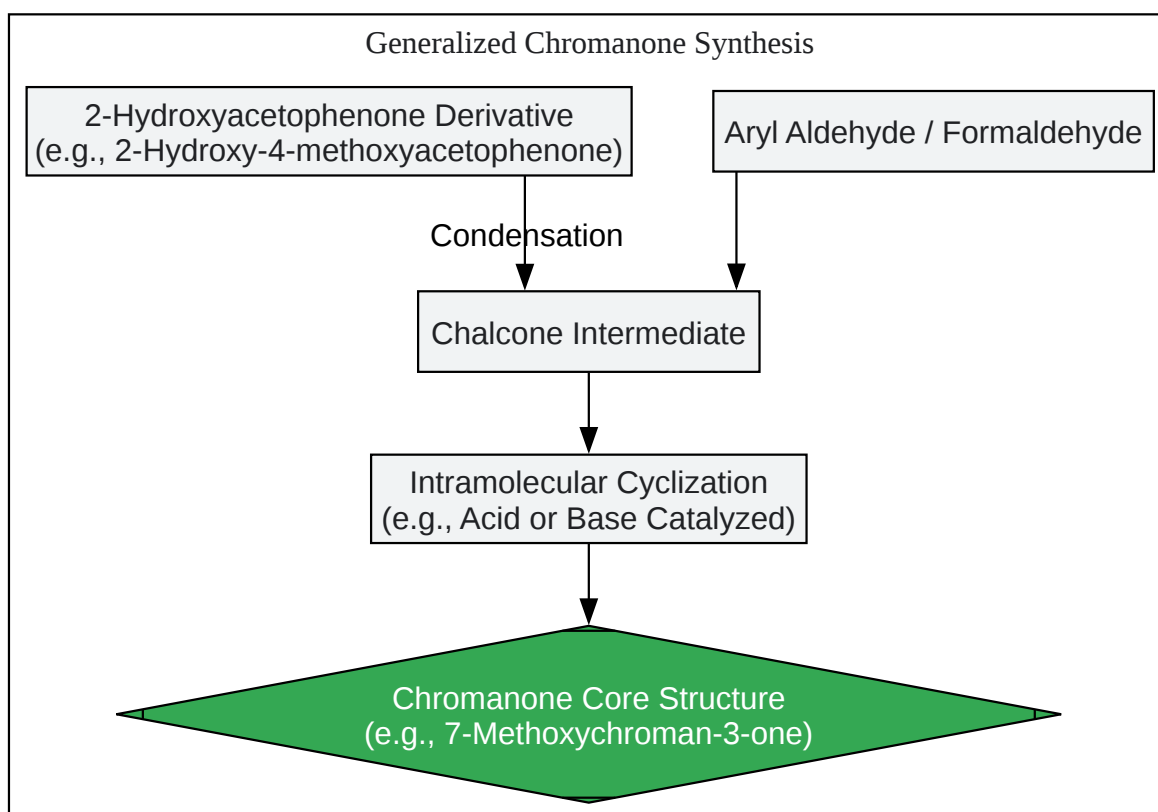 Generalized Chromanone Synthesis
2-Hydroxyacetophenone Derivative
(e.g., 2-Hydroxy-4-methoxyacetophenone)
Aryl Aldehyde / Formaldehyde
Condensation
Chalcone Intermediate
Intramolecular Cyclization
(e.g., Acid or Base Catalyzed)
Chromanone Core Structure
(e.g., 7-Methoxychroman-3-one)